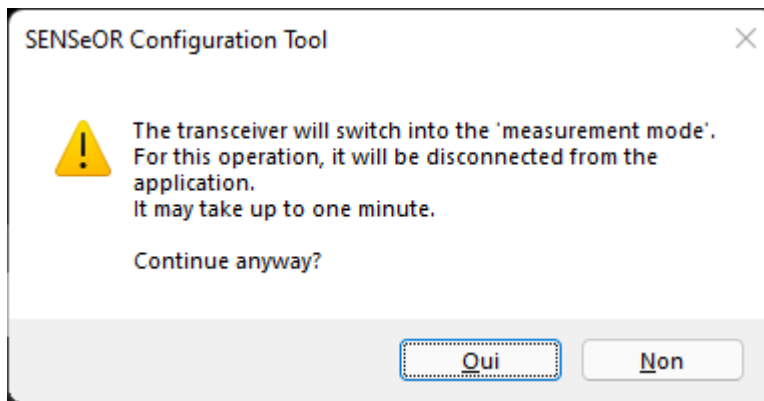 SENSeOR Configuration Tool
The transceiver will switch into the 'measurement mode'.
For this operation, it will be disconnected from the
application.
It may take up to one minute.
Continue anyway?
Oui
Non